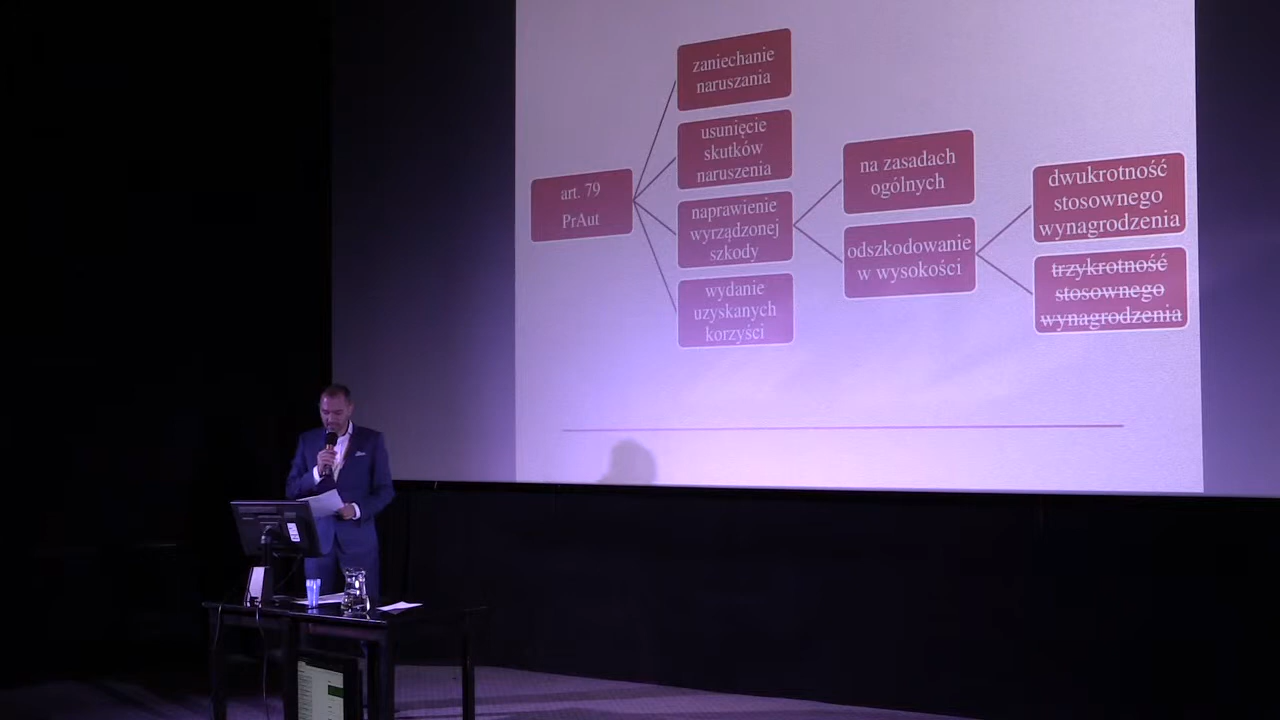 art. 79
PrAut
zaniechanie
naruszania
usunięcie
skutków
naruszenia
naprawienie
wyrządzonej
szkody
wydanie
uzyskanych
korzyści
na zasadach
ogólnych
odszkodowanie
w wysokości
dwukrotność
stosownego
wynagrodzenia
trzykrotność
stosownego
wynagrodzenia